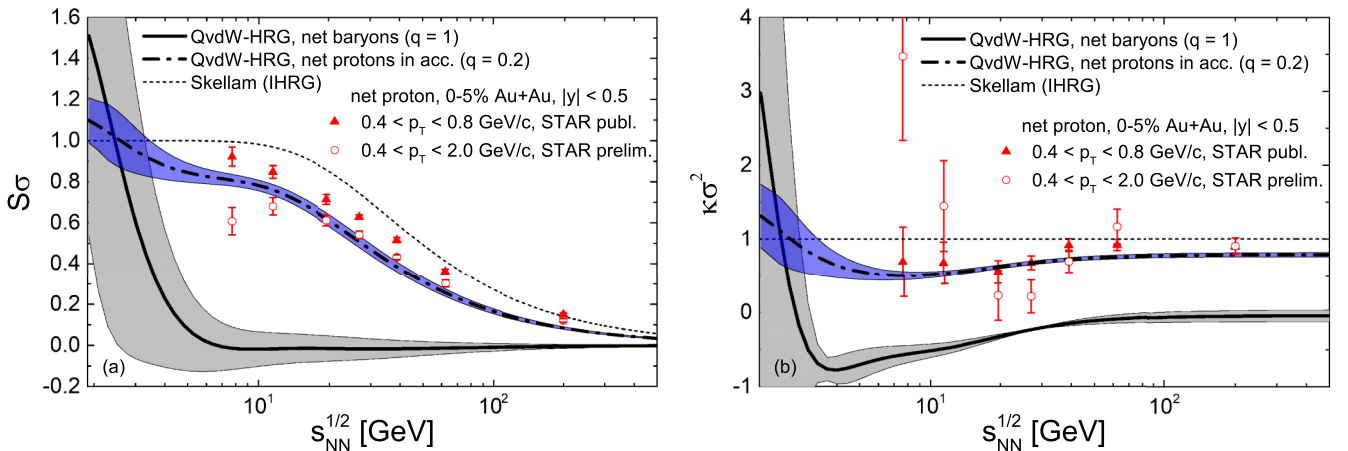 1.6
1.4
1.2
1.0
0.8
0.6
0.4
0.2
0.0
-0.2
Sσ
QvdW-HRG, net baryons (q = 1)
QvdW-HRG, net protons in acc. (q = 0.2)
Skellam (IHRG)
net proton, 0-5% Au+Au, |y| < 0.5
0.4 < p_T < 0.8 GeV/c, STAR publ.
0.4 < p_T < 2.0 GeV/c, STAR prelim.
(a)
10^1
10^2
s_NN^1/2 [GeV]
4
3
2
1
0
-1
κσ^2
QvdW-HRG, net baryons (q = 1)
QvdW-HRG, net protons in acc. (q = 0.2)
Skellam (IHRG)
net proton, 0-5% Au+Au, |y| < 0.5
0.4 < p_T < 0.8 GeV/c, STAR publ.
0.4 < p_T < 2.0 GeV/c, STAR prelim.
(b)
10^1
10^2
s_NN^1/2 [GeV]